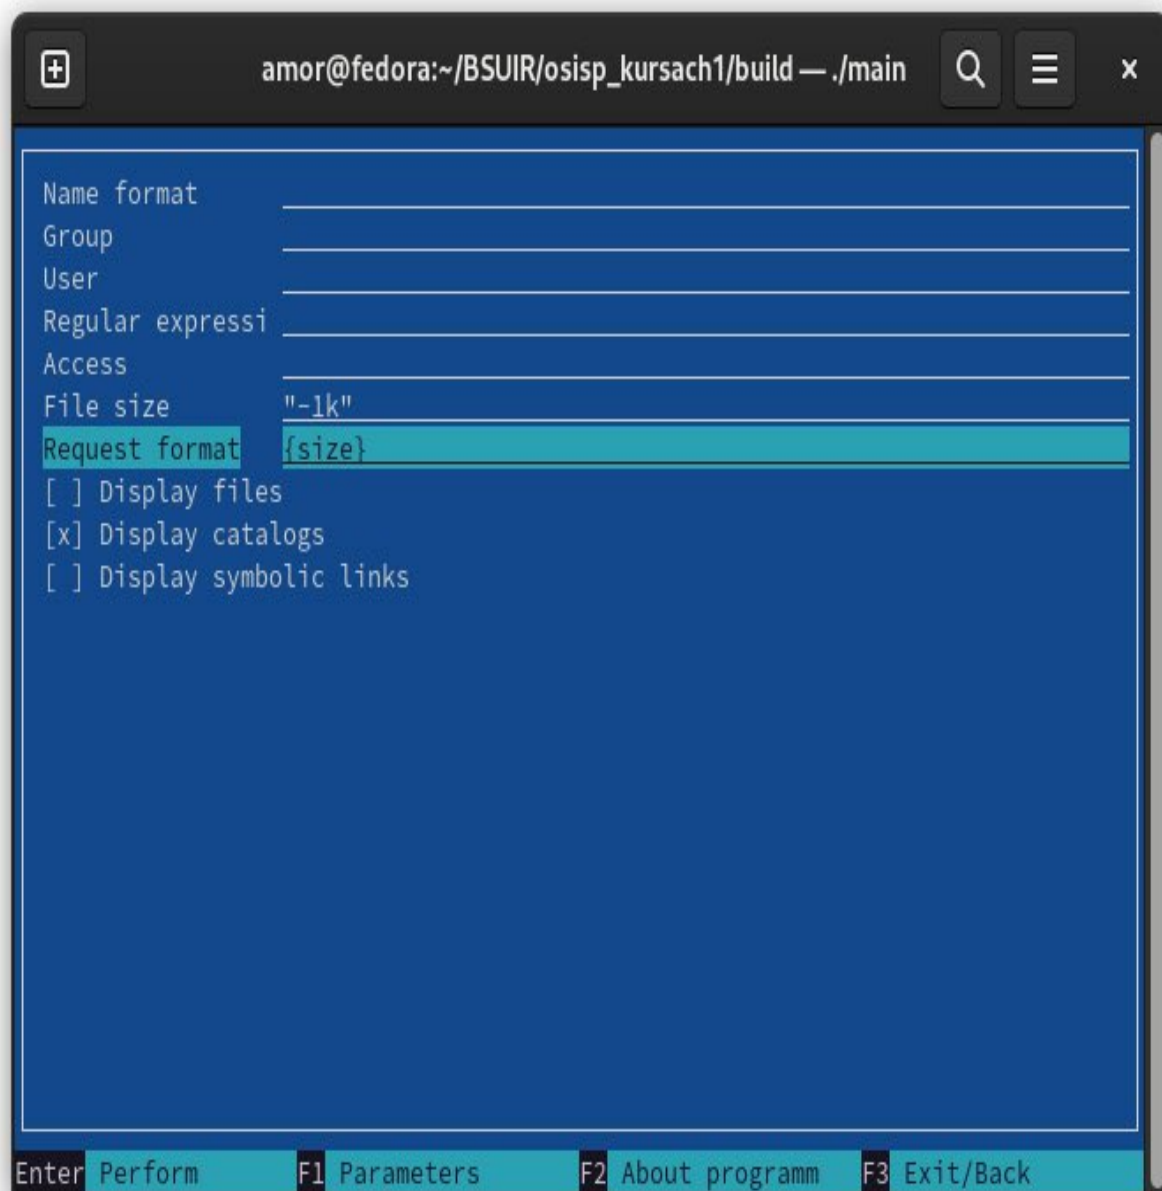 amor@fedora:~/BSUIR/osisp_kursach1/build — ./main
Name format
Group
User
Regular expressi
Access
File size "-1k"
Request format {size}
[ ] Display files
[x] Display catalogs
[ ] Display symbolic links
Enter Perform F1 Parameters F2 About programm F3 Exit/Back